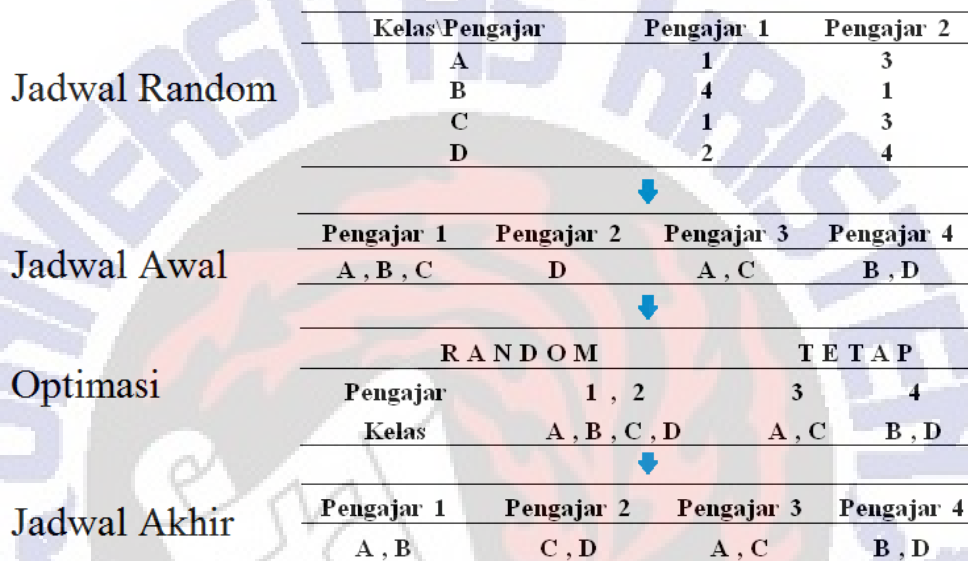 Jadwal Random
Kelas\Pengajar Pengajar 1 Pengajar 2
A 1 3
B 4 1
C 1 3
D 2 4
Jadwal Awal
Pengajar 1 Pengajar 2 Pengajar 3 Pengajar 4
A , B , C D A , C B , D
Optimasi
R A N D O M T E T A P
Pengajar 1 , 2 3 4
Kelas A , B , C , D A , C B , D
Jadwal Akhir
Pengajar 1 Pengajar 2 Pengajar 3 Pengajar 4
A , B C , D A , C B , D